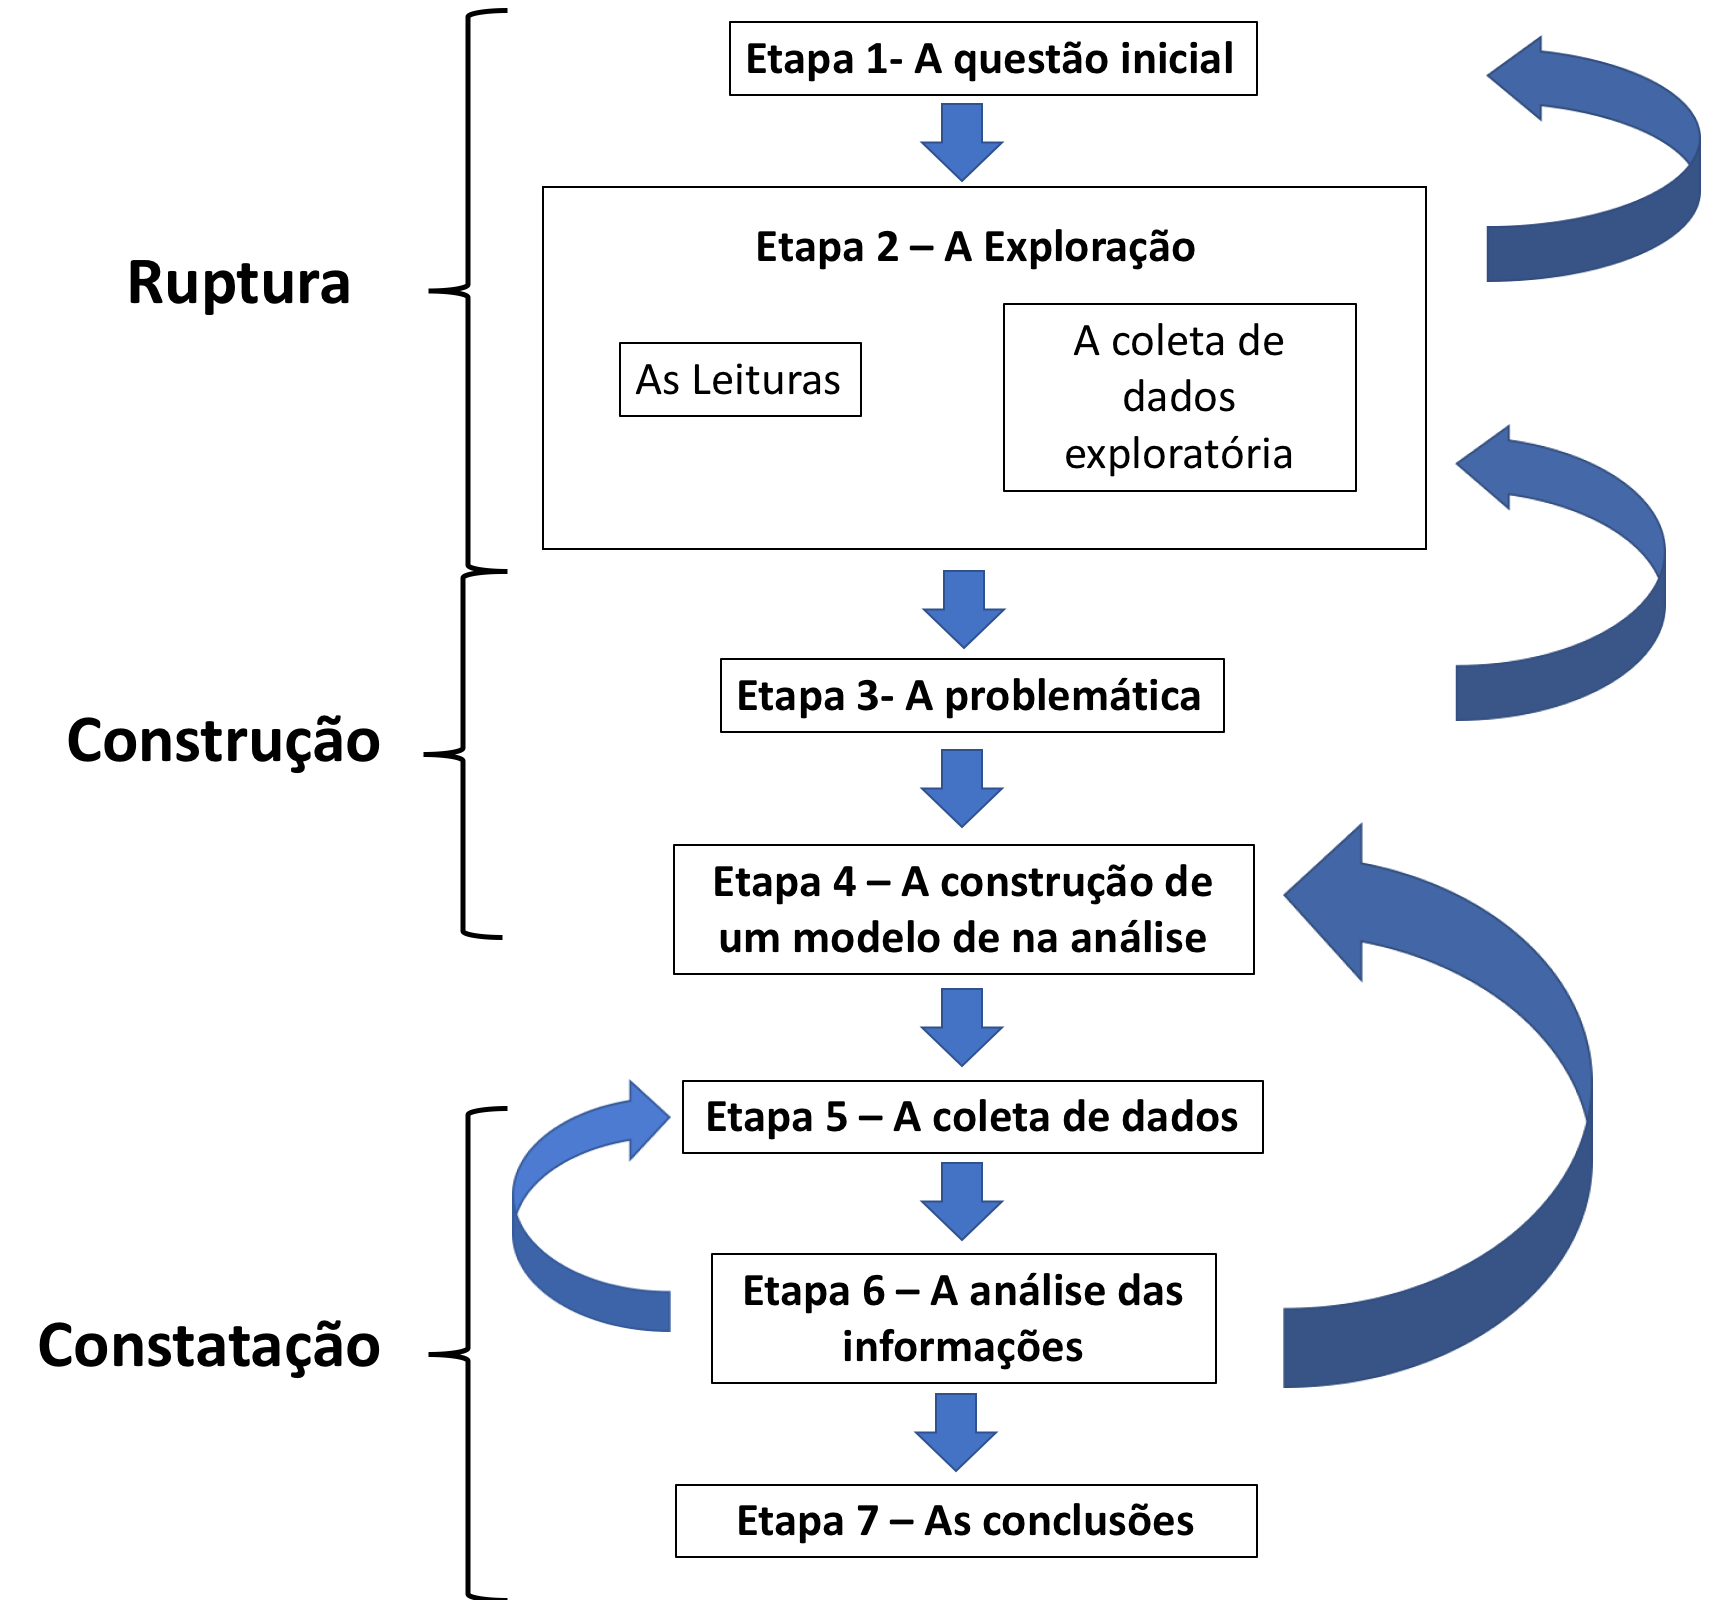 Etapa 1- A questão inicial
Ruptura
Etapa 2 – A Exploração
As Leituras
A coleta de
dados
exploratória
Construção
Etapa 3- A problemática
Etapa 4 – A construção de
um modelo de na análise
Constatação
Etapa 5 – A coleta de dados
Etapa 6 – A análise das
informações
Etapa 7 – As conclusões